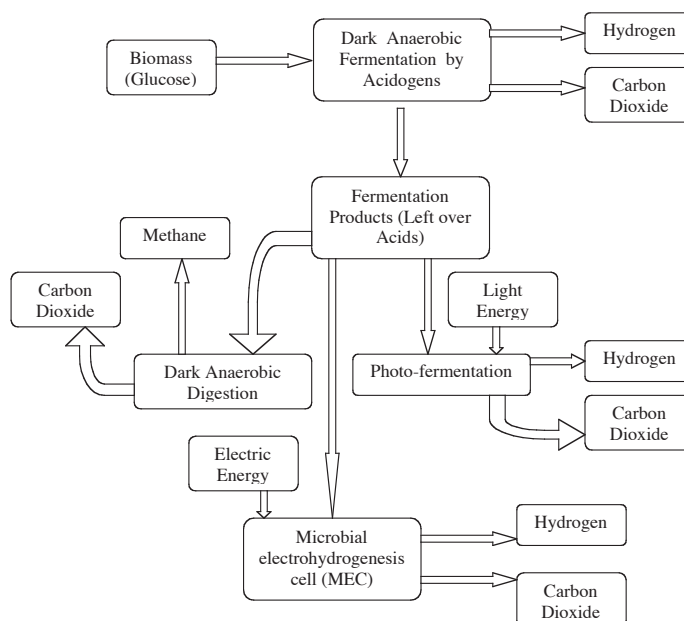 Biomass
(Glucose)
Dark Anaerobic
Fermentation by
Acidogens
Hydrogen
Carbon
Dioxide
Fermentation
Products (Left over
Acids)
Methane
Carbon
Dioxide
Dark Anaerobic
Digestion
Light
Energy
Photo-fermentation
Hydrogen
Carbon
Dioxide
Electric
Energy
Microbial
electrohydrogenesis
cell (MEC)
Hydrogen
Carbon
Dioxide